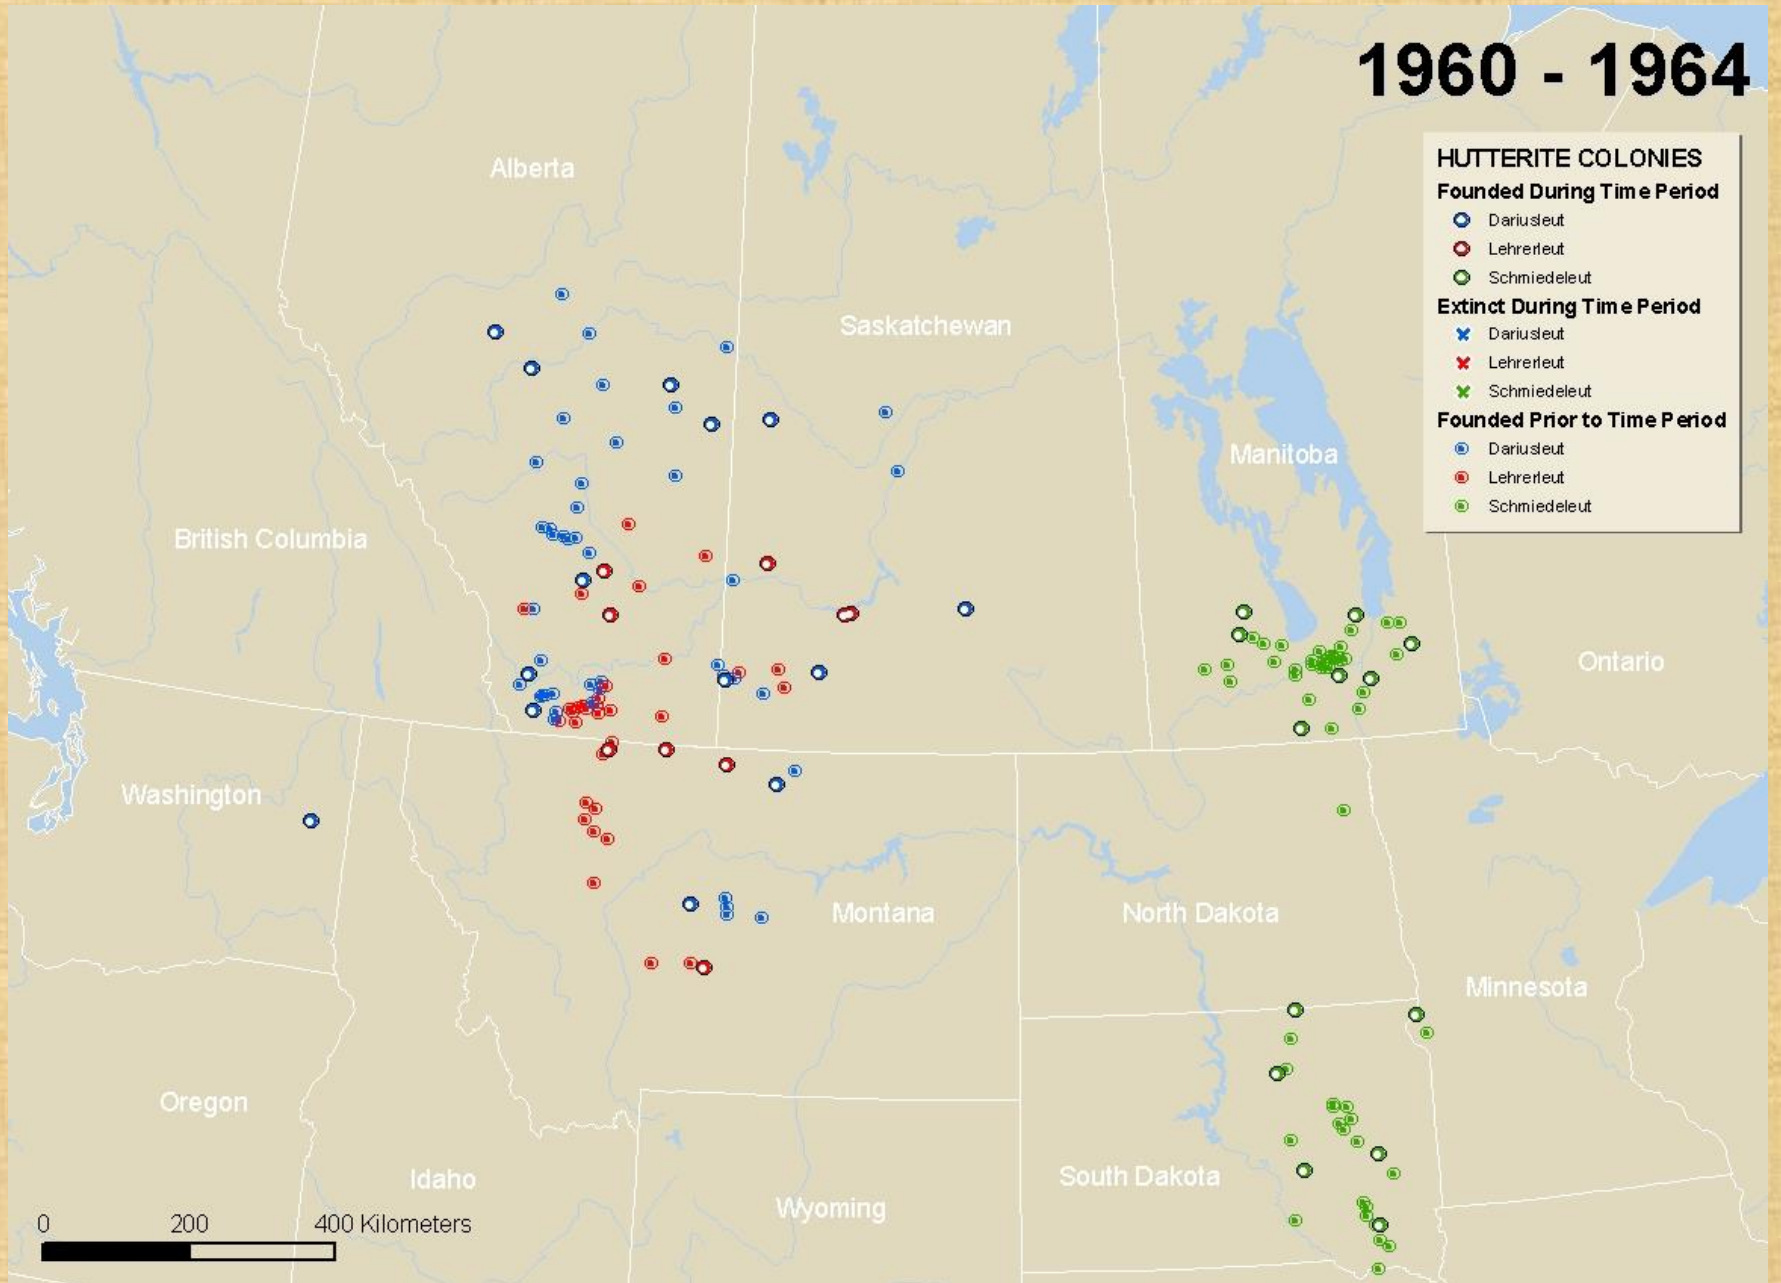 1960 - 1964
HUTTERITE COLONIES
Founded During Time Period
Dariusleut
Lehrerleut
Schmiedeleut
Extinct During Time Period
Dariusleut
Lehrerleut
Schmiedeleut
Founded Prior to Time Period
Dariusleut
Lehrerleut
Schmiedeleut
Alberta
Saskatchewan
Manitoba
British Columbia
Ontario
Washington
Montana
North Dakota
Minnesota
Oregon
Idaho
South Dakota
Wyoming
0 200 400 Kilometers